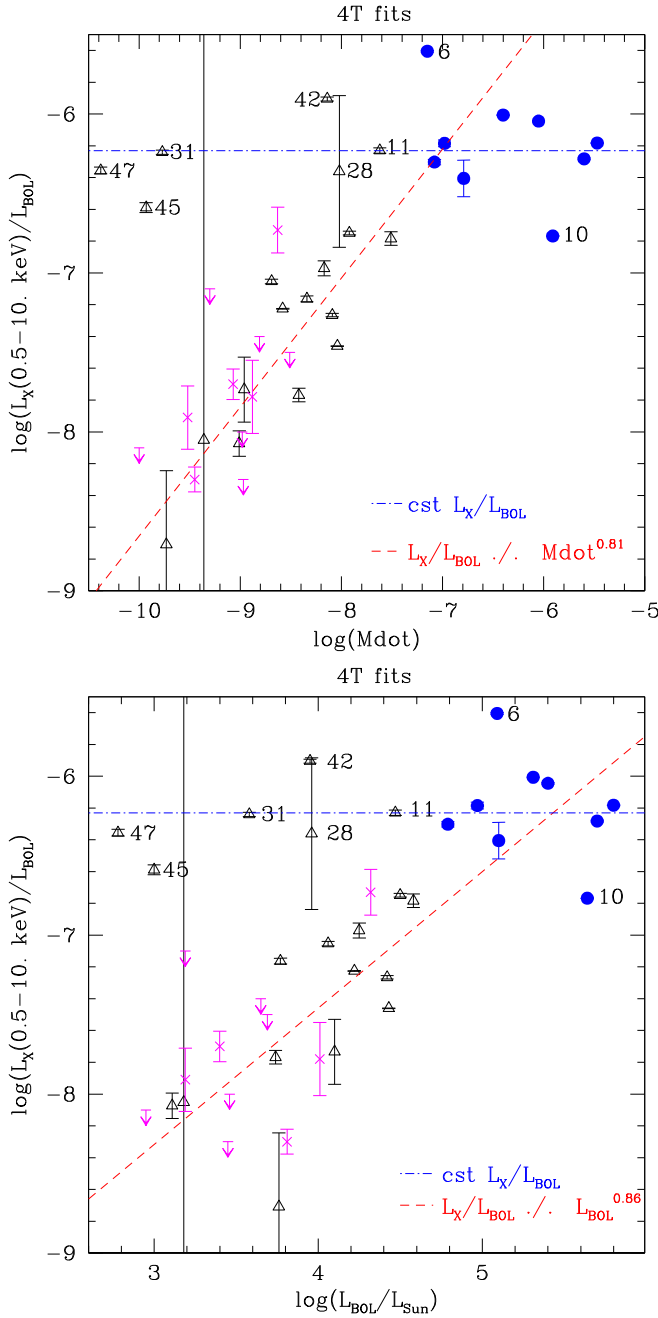 4T fits
log(L_X(0.5−10. keV)/L_BOL)
−6
−7
−8
−9
6
42
31
11
47
28
45
10
cst L_X/L_BOL
L_X/L_BOL ./. Mdot^0.81
−10 −9 −8 −7 −6 −5
log(Mdot)
4T fits
log(L_X(0.5−10. keV)/L_BOL)
−6
−7
−8
−9
6
42
31
11
47
28
45
10
cst L_X/L_BOL
L_X/L_BOL ./. L_BOL^0.86
3 4 5
log(L_BOL/L_Sun)